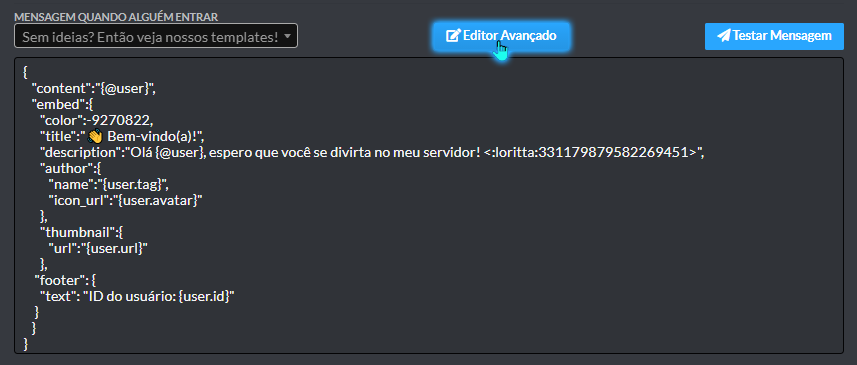 MENSAGEM QUANDO ALGUÉM ENTRAR
Sem ideias? Então veja nossos templates!
Editor Avançado
Testar Mensagem
{
"content":"{@user}",
"embed":{
"color":-9270822,
"title":"👋 Bem-vindo(a)!",
"description":"Olá {@user}, espero que você se divirta no meu servidor! <:loritta:331179879582269451>",
"author":{
"name":"{user.tag}",
"icon_url":"{user.avatar}"
},
"thumbnail":{
"url":"{user.url}"
},
"footer": {
"text": "ID do usuário: {user.id}"
}
}
}